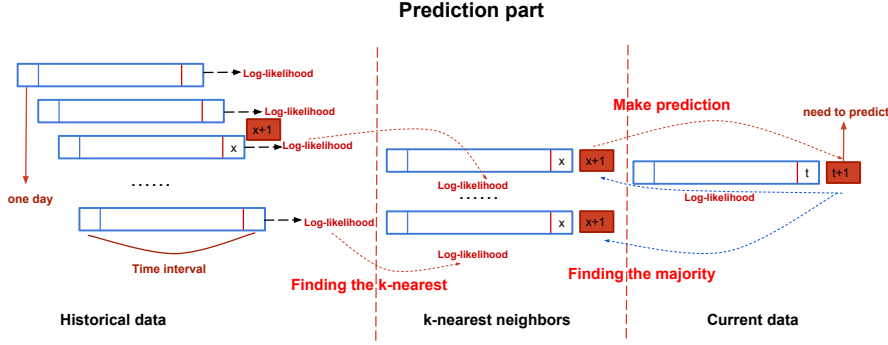 Prediction part
Log-likelihood
Log-likelihood
x+1
x
Log-likelihood
......
one day
Log-likelihood
Time interval
Finding the k-nearest
Historical data
x
x+1
Log-likelihood
......
x
x+1
Log-likelihood
k-nearest neighbors
Make prediction
need to predict
t
t+1
Log-likelihood
Finding the majority
Current data